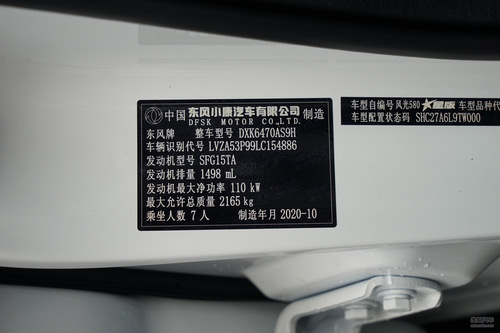 中国 东风小康汽车有限公司 制造
DFSK MOTOR CO.,LTD.
东风牌 整车型号 DXK6470AS9H
车辆识别代号 LVZA53P99LC154886
发动机型号 SFG15TA
发动机排量 1498 mL
发动机最大净功率 110 kW
最大允许总质量 2165 kg
乘坐人数 7 人 制造年月 2020-10
车型自编号 风光580 星版 车型品种代
车型配置状态码 SHC27A6L9TW000